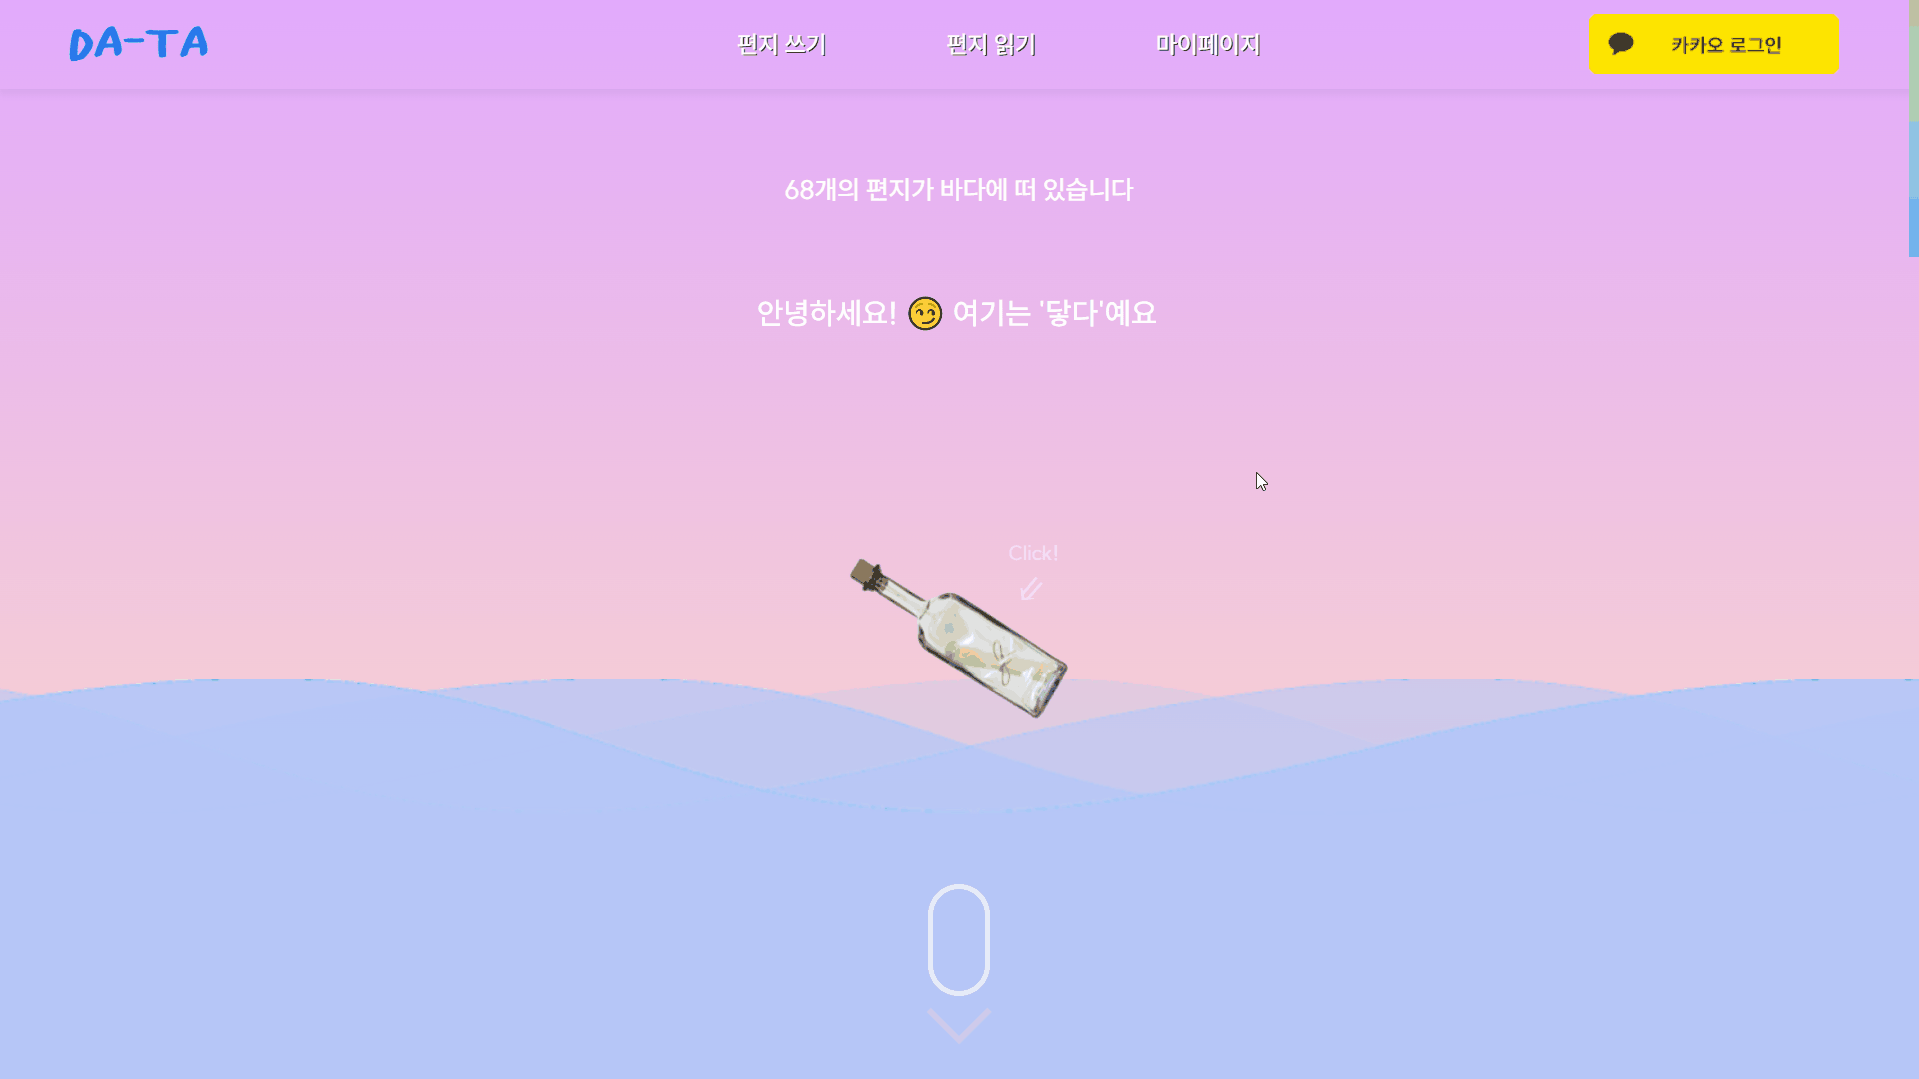 DA-TA
편지 쓰기
편지 읽기
마이페이지
카카오 로그인
68개의 편지가 바다에 떠 있습니다
안녕하세요! 😏 여기는 '닿다'예요
Click!